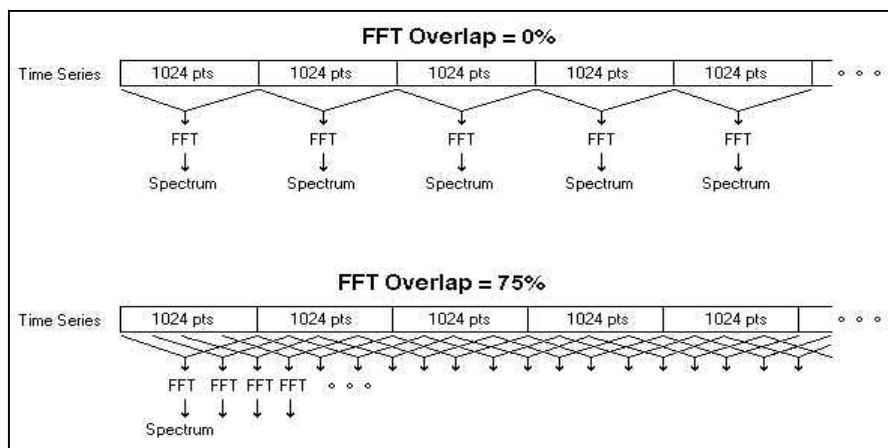 FFT Overlap = 0%
Time Series 1024 pts 1024 pts 1024 pts 1024 pts 1024 pts
FFT FFT FFT FFT FFT
Spectrum Spectrum Spectrum Spectrum Spectrum
FFT Overlap = 75%
Time Series 1024 pts 1024 pts 1024 pts 1024 pts 1024 pts
FFT FFT FFT FFT
Spectrum